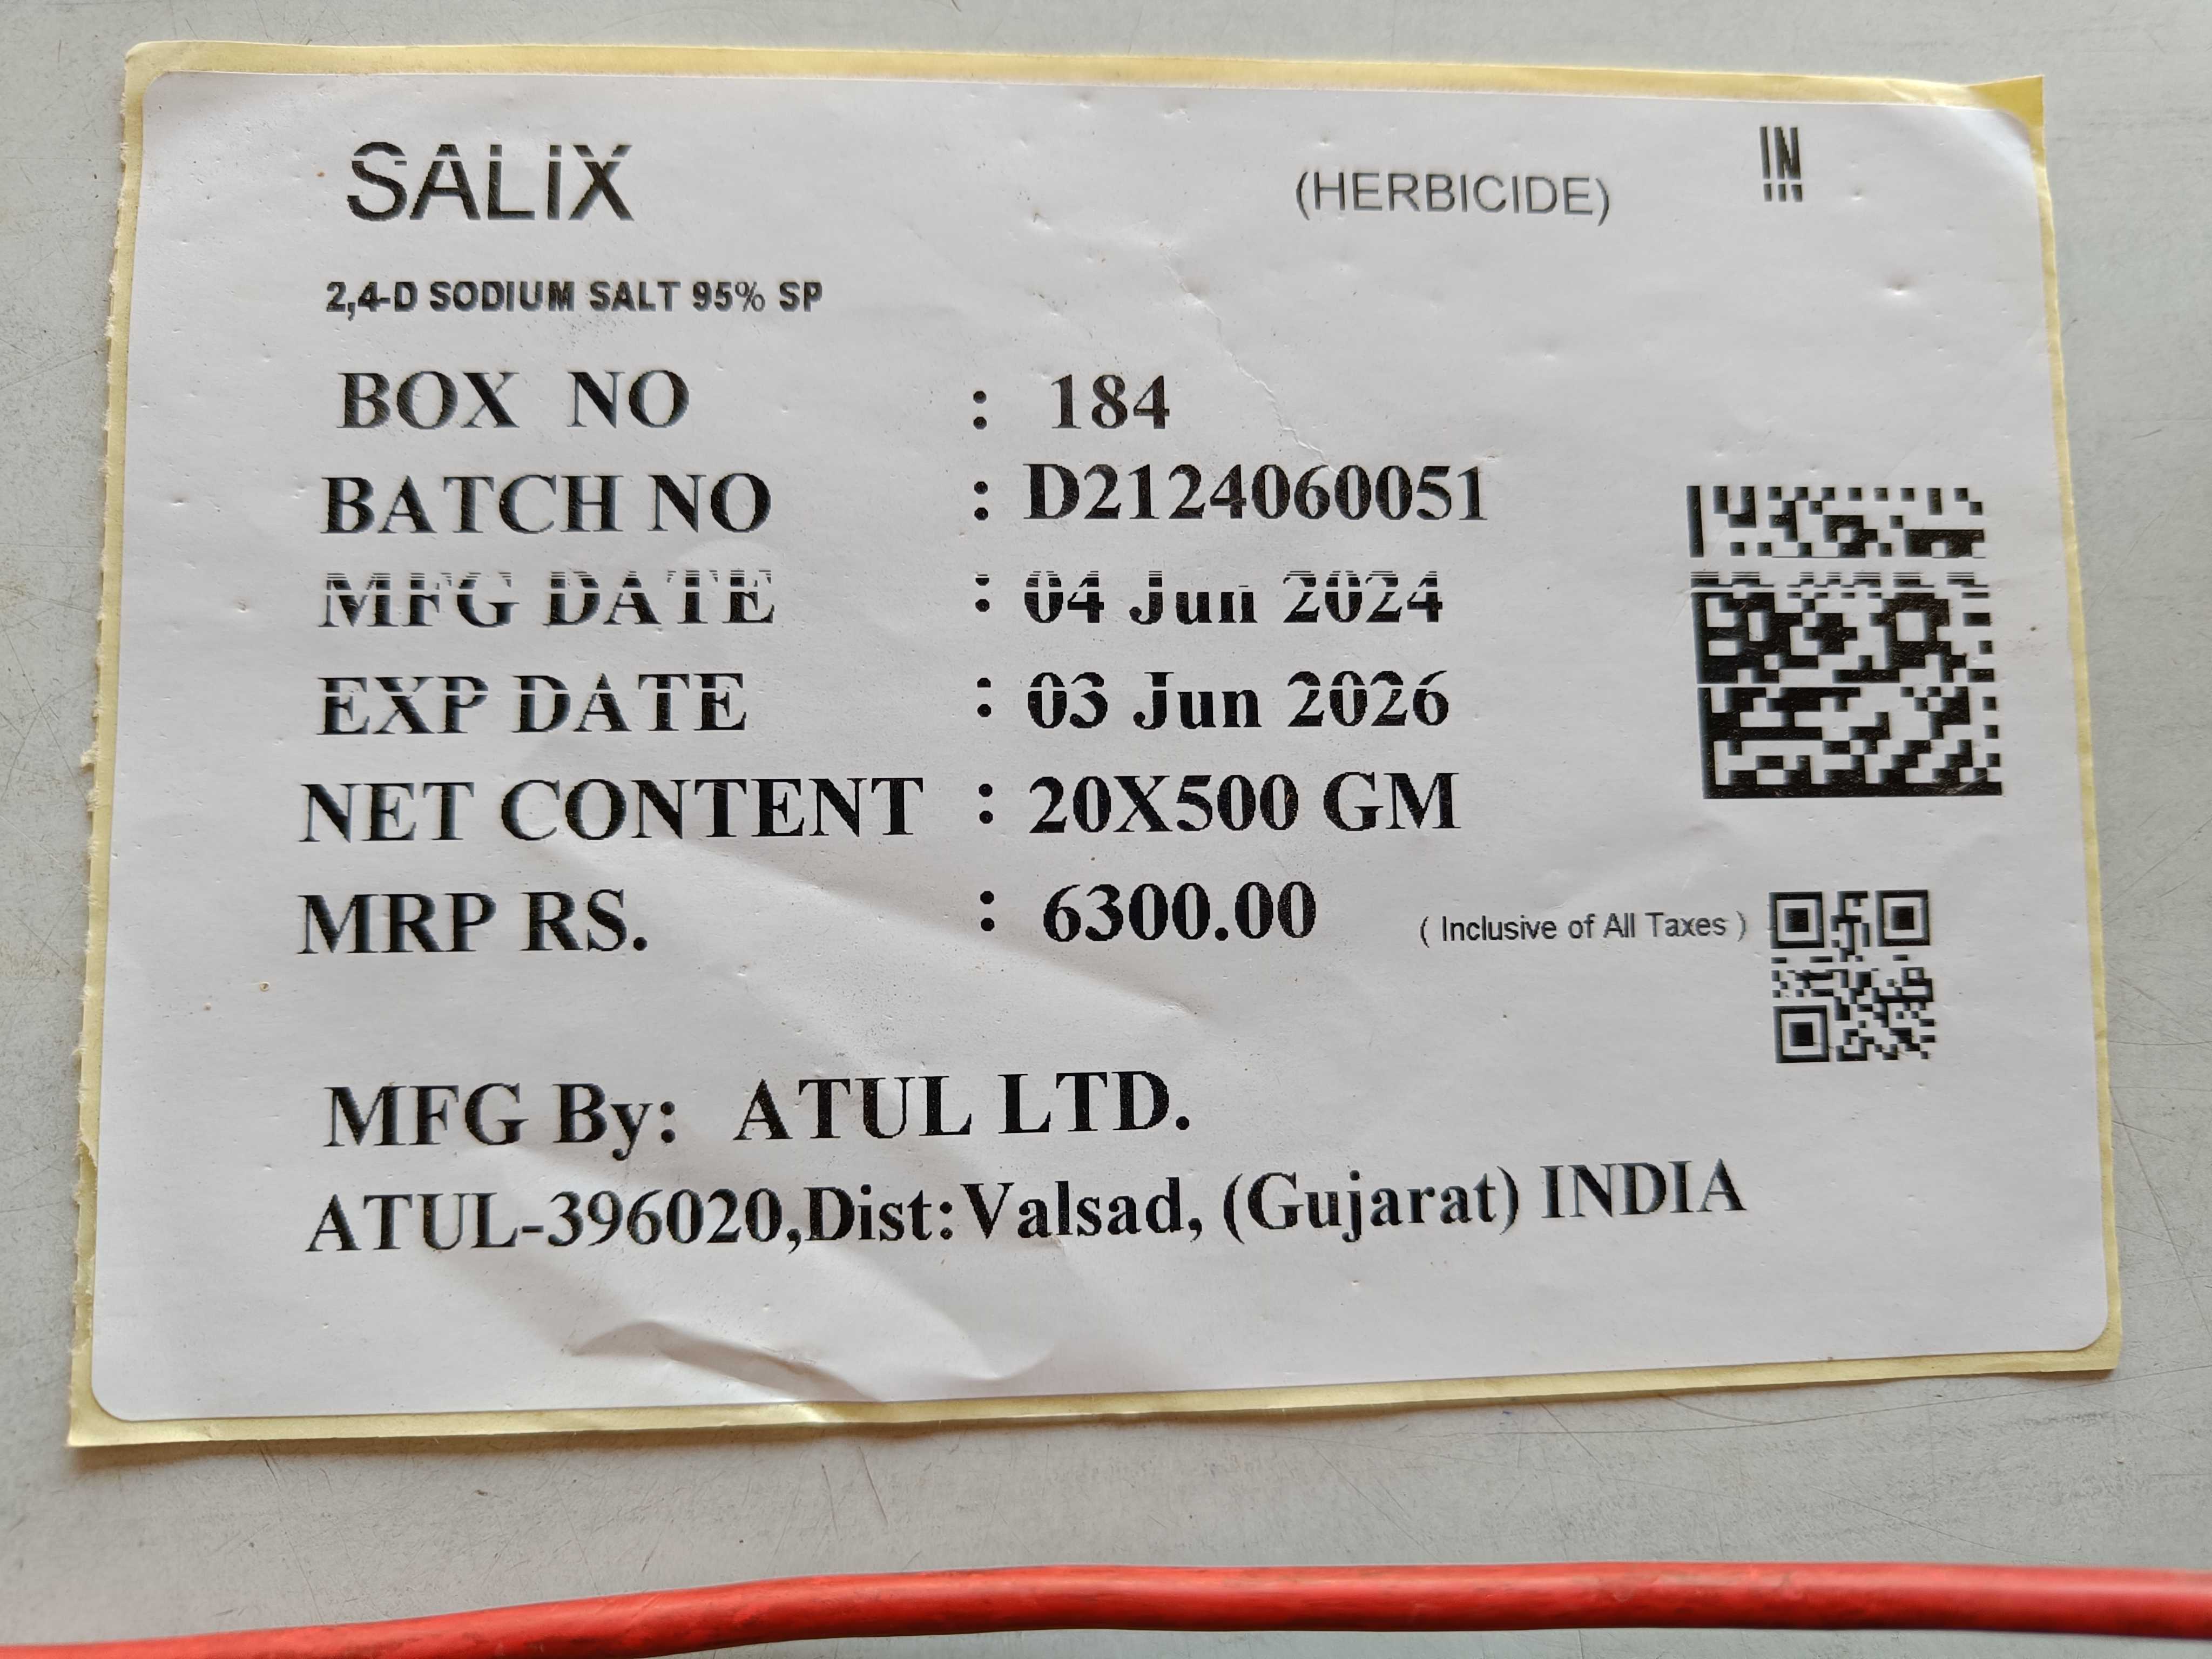 SALIX (HERBICIDE) IN
2,4-D SODIUM SALT 95% SP
BOX NO : 184
BATCH NO : D2124060051
MFG DATE : 04 Jun 2024
EXP DATE : 03 Jun 2026
NET CONTENT : 20X500 GM
MRP RS. : 6300.00 ( Inclusive of All Taxes )
MFG By: ATUL LTD.
ATUL-396020,Dist:Valsad, (Gujarat) INDIA